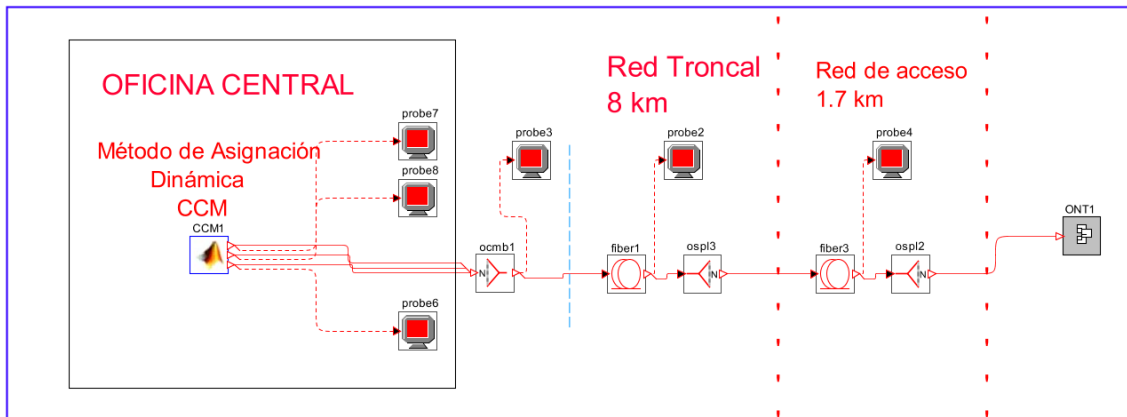 OFICINA CENTRAL
Método de Asignación
Dinámica
CCM
CCM1
probe7
probe8
probe6
ocmb1
N
probe3
Red Troncal
8 km
probe2
fiber1
ospl3
N
Red de acceso
1.7 km
probe4
fiber3
ospl2
N
ONT1